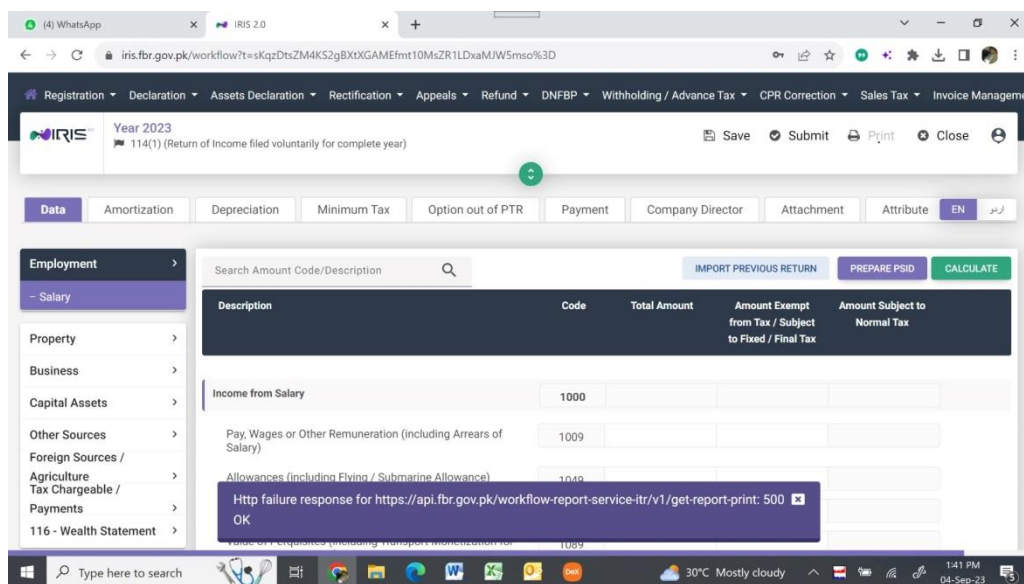 (4) WhatsApp
IRIS 2.0
iris.fbr.gov.pk/workflow?t=sKqzDtsZM4KS2gBXtXGAMEfmt10MsZR1LDxaMJW5mso%3D
Registration Declaration Assets Declaration Rectification Appeals Refund DNFBP Withholding / Advance Tax CPR Correction Sales Tax Invoice Manageme
IRIS
Year 2023
114(1) (Return of Income filed voluntarily for complete year)
Save Submit Print Close
Data Amortization Depreciation Minimum Tax Option out of PTR Payment Company Director Attachment Attribute EN اردو
Employment
– Salary
Property
Business
Capital Assets
Other Sources
Foreign Sources /
Agriculture
Tax Chargeable /
Payments
116 - Wealth Statement
Search Amount Code/Description
IMPORT PREVIOUS RETURN PREPARE PSID CALCULATE
Description Code Total Amount Amount Exempt Amount Subject to
from Tax / Subject Normal Tax
to Fixed / Final Tax
Income from Salary 1000
Pay, Wages or Other Remuneration (including Arrears of 1009
Salary)
Allowances (including Flying / Submarine Allowance) 1049
Http failure response for https://api.fbr.gov.pk/workflow-report-service-itr/v1/get-report-print: 500
OK
Value of Perquisites (including Transport Monetization for 1089
Type here to search
DeX
30°C Mostly cloudy
1:41 PM
04-Sep-23